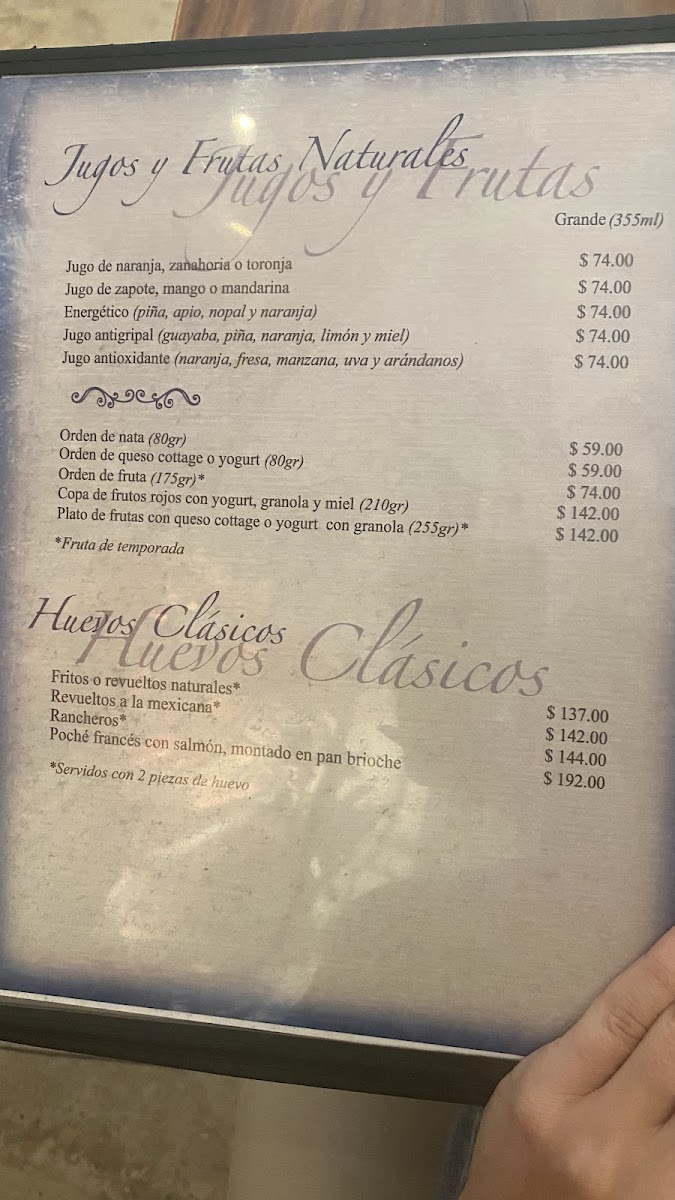 Jugos y Frutas Naturales
Jugos y Frutas
Grande (355ml)
Jugo de naranja, zanahoria o toronja $ 74.00
Jugo de zapote, mango o mandarina $ 74.00
Energético (piña, apio, nopal y naranja) $ 74.00
Jugo antigripal (guayaba, piña, naranja, limón y miel) $ 74.00
Jugo antioxidante (naranja, fresa, manzana, uva y arándanos) $ 74.00
Orden de nata (80gr) $ 59.00
Orden de queso cottage o yogurt (80gr) $ 59.00
Orden de fruta (175gr)* $ 74.00
Copa de frutos rojos con yogurt, granola y miel (210gr) $ 142.00
Plato de frutas con queso cottage o yogurt con granola (255gr)* $ 142.00
*Fruta de temporada
Huevos Clásicos
Huevos Clásicos
Fritos o revueltos naturales* $ 137.00
Revueltos a la mexicana* $ 142.00
Rancheros* $ 144.00
Poché francés con salmón, montado en pan brioche $ 192.00
*Servidos con 2 piezas de huevo